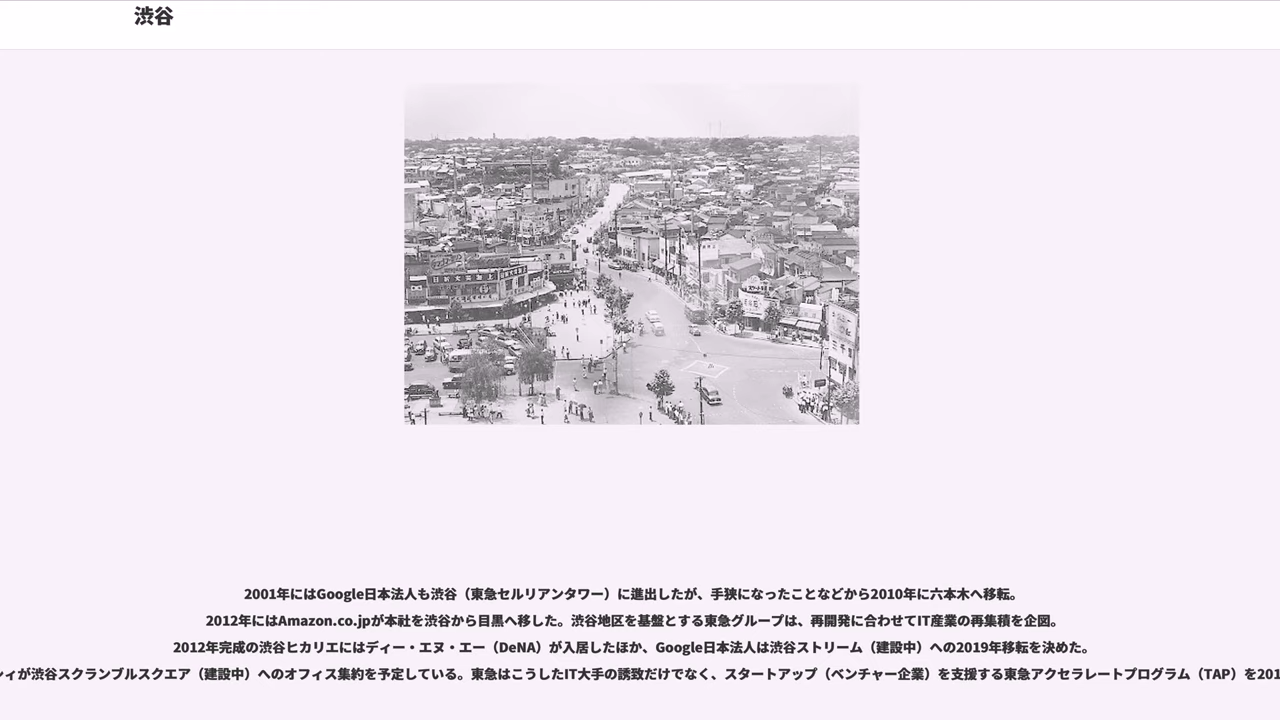 渋谷
2001年にはGoogle日本法人も渋谷（東急セルリアンタワー）に進出したが、手狭になったことなどから2010年に六本木へ移転。
2012年にはAmazon.co.jpが本社を渋谷から目黒へ移した。渋谷地区を基盤とする東急グループは、再開発に合わせてIT産業の再集積を企図。
2012年完成の渋谷ヒカリエにはディー・エヌ・エー（DeNA）が入居したほか、Google日本法人は渋谷ストリーム（建設中）への2019年移転を決めた。
ィが渋谷スクランブルスクエア（建設中）へのオフィス集約を予定している。東急はこうしたIT大手の誘致だけでなく、スタートアップ（ベンチャー企業）を支援する東急アクセラレートプログラム（TAP）を201